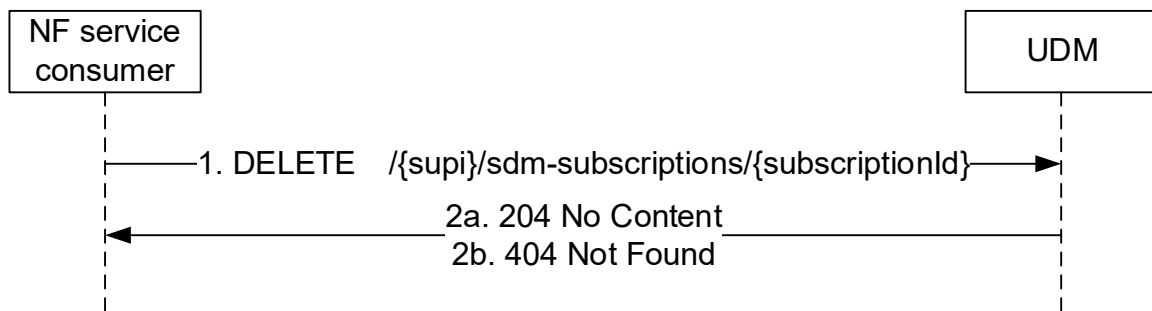 NF service
consumer
UDM
1. DELETE /{supi}/sdm-subscriptions/{subscriptionId}
2a. 204 No Content
2b. 404 Not Found